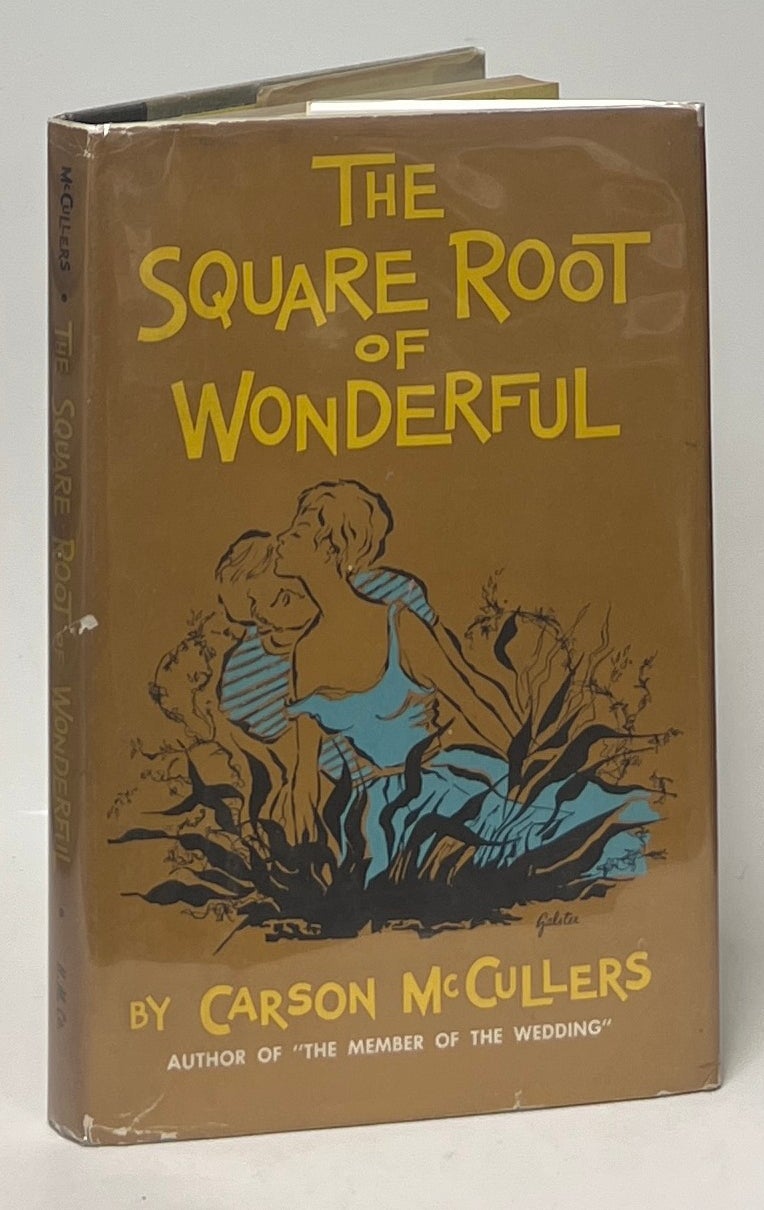 THE
SQUARE ROOT
OF
WONDERFUL
Galster
BY CARSON McCULLERS
AUTHOR OF "THE MEMBER OF THE WEDDING"
McCULLERS • THE SQUARE ROOT OF WONDERFUL • H. M. Co.